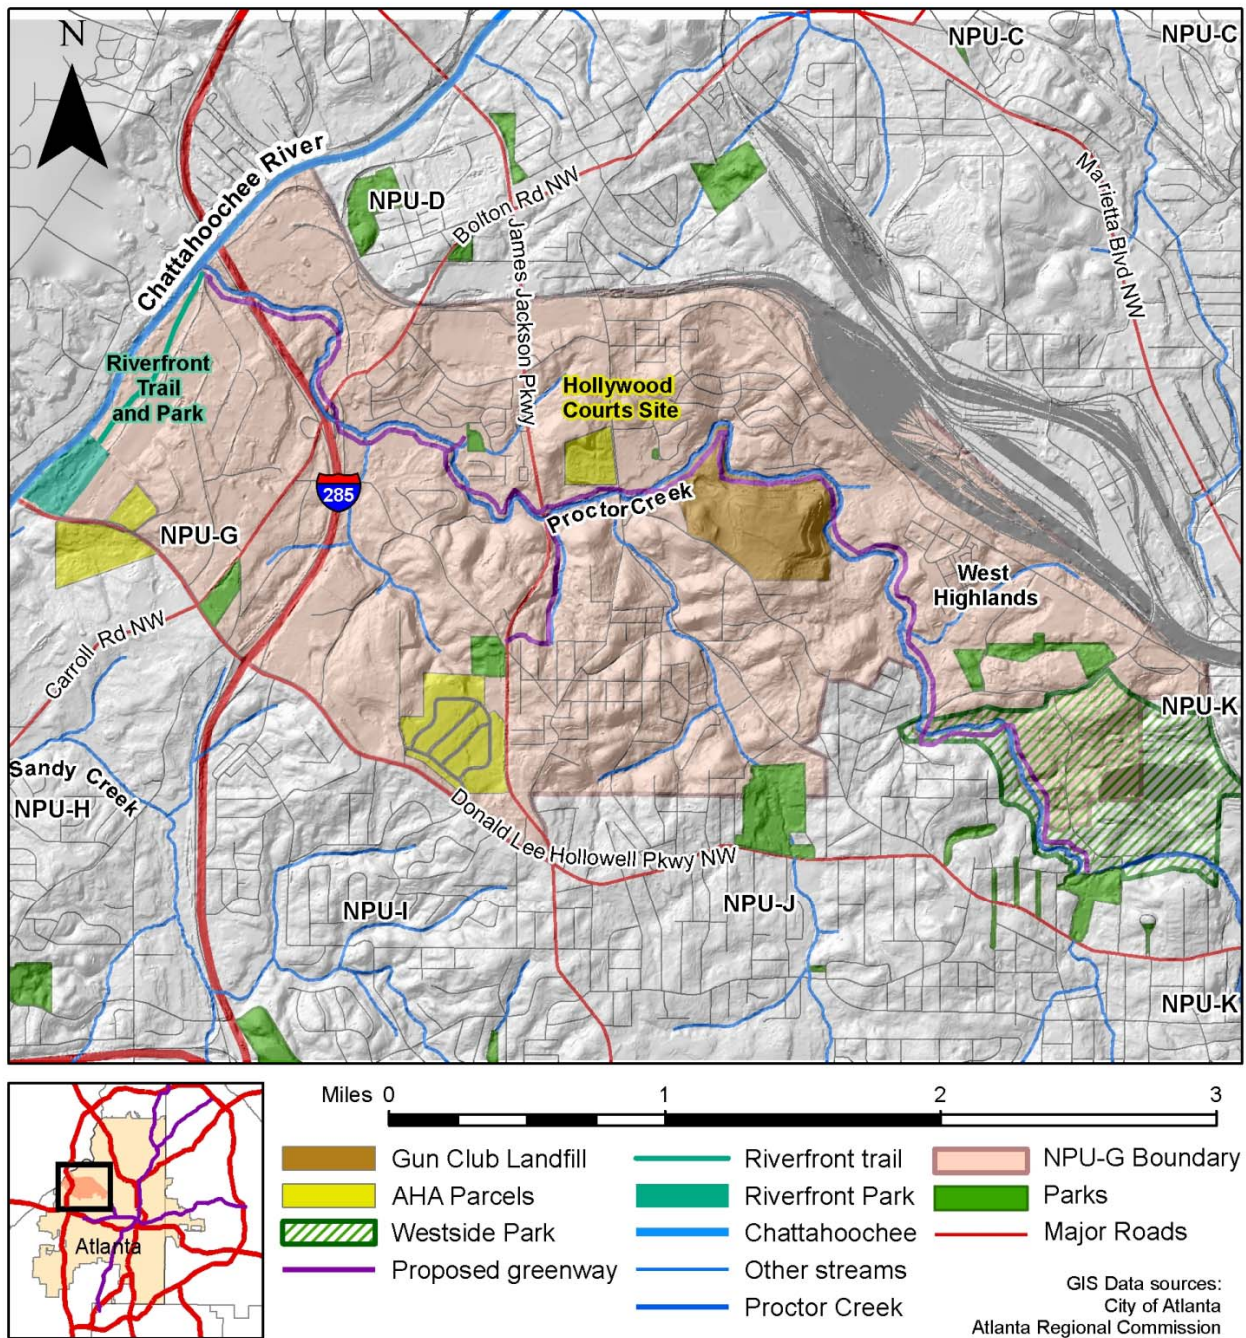 N
NPU-C
NPU-C
Chattahoochee River
NPU-D
Bolton Rd NW
James Jackson Pkwy
Marietta Blvd NW
Riverfront
Trail
and Park
Hollywood
Courts Site
285
Proctor Creek
NPU-G
West
Highlands
Carroll Rd NW
NPU-K
Sandy Creek
NPU-H
Donald Lee Hollowell Pkwy NW
NPU-I
NPU-J
NPU-K
Atlanta
Miles 0 1 2 3
Gun Club Landfill
AHA Parcels
Westside Park
Proposed greenway
Riverfront trail
Riverfront Park
Chattahoochee
Other streams
Proctor Creek
NPU-G Boundary
Parks
Major Roads
GIS Data sources:
City of Atlanta
Atlanta Regional Commission